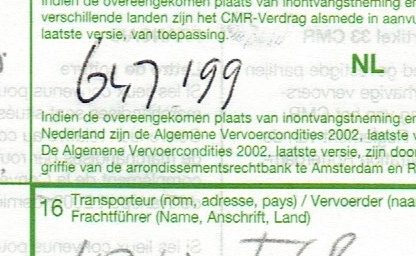 Indien de overeengekomen plaats van inontvangstneming en
verschillende landen zijn het CMR-Verdrag alsmede in aanv
laatste versie, van toepassing.
NL
647199
Indien de overeengekomen plaats van inontvangstneming en
Nederland zijn de Algemene Vervoercondities 2002, laatste v
De Algemene Vervoercondities 2002, laatste versie, zijn door
griffie van de arrondissementsrechtbank te Amsterdam en R
16 Transporteur (nom, adresse, pays) / Vervoerder (naa
Frachtführer (Name, Anschrift, Land)